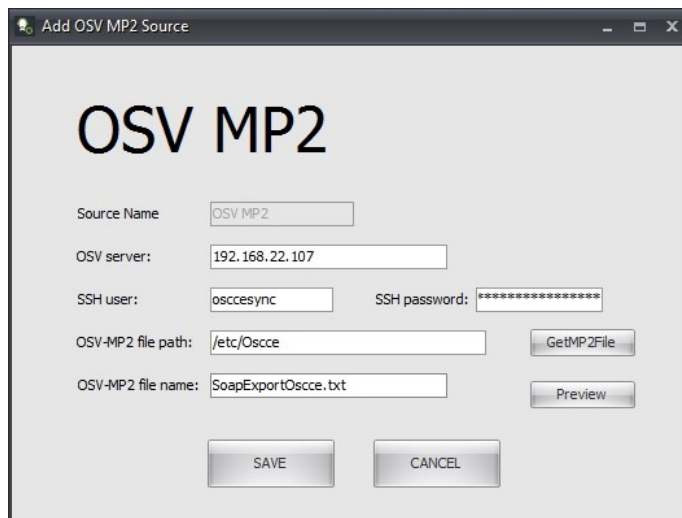 Add OSV MP2 Source
OSV MP2
Source Name OSV MP2
OSV server: 192.168.22.107
SSH user: osccesync SSH password: ****************
OSV-MP2 file path: /etc/Oscce GetMP2File
OSV-MP2 file name: SoapExportOscce.txt
Preview
SAVE CANCEL